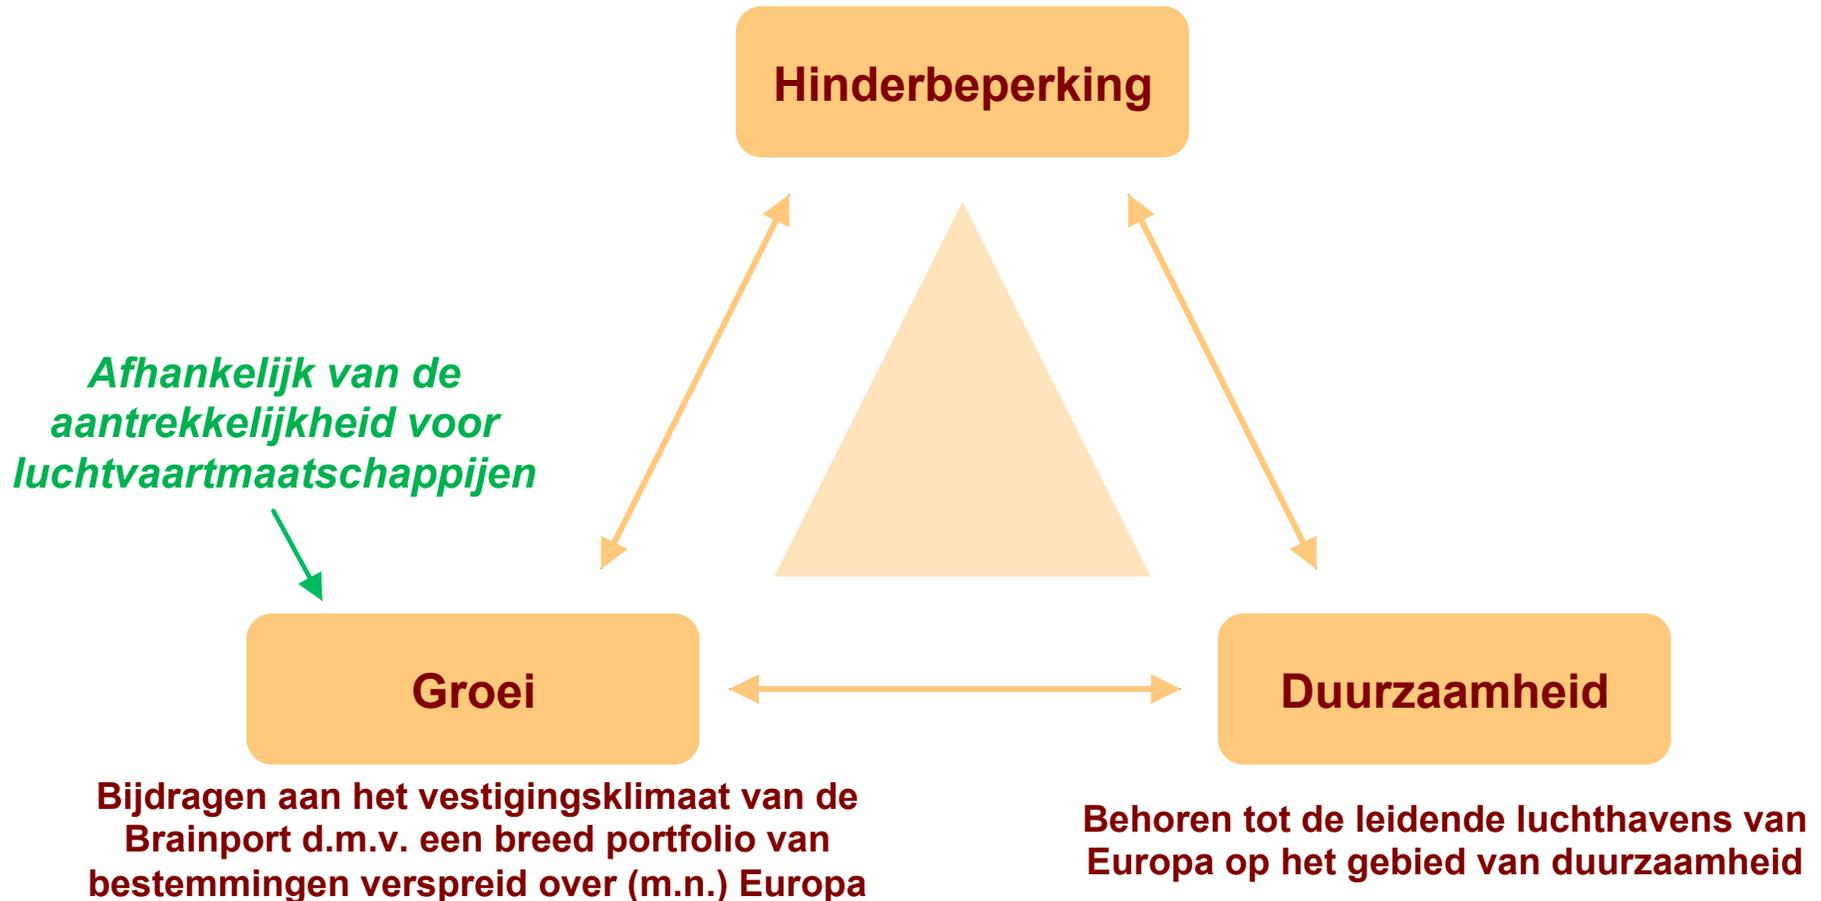 Hinderbeperking
Afhankelijk van de
aantrekkelijkheid voor
luchtvaartmaatschappijen
Groei
Duurzaamheid
Bijdragen aan het vestigingsklimaat van de
Brainport d.m.v. een breed portfolio van
bestemmingen verspreid over (m.n.) Europa
Behoren tot de leidende luchthavens van
Europa op het gebied van duurzaamheid